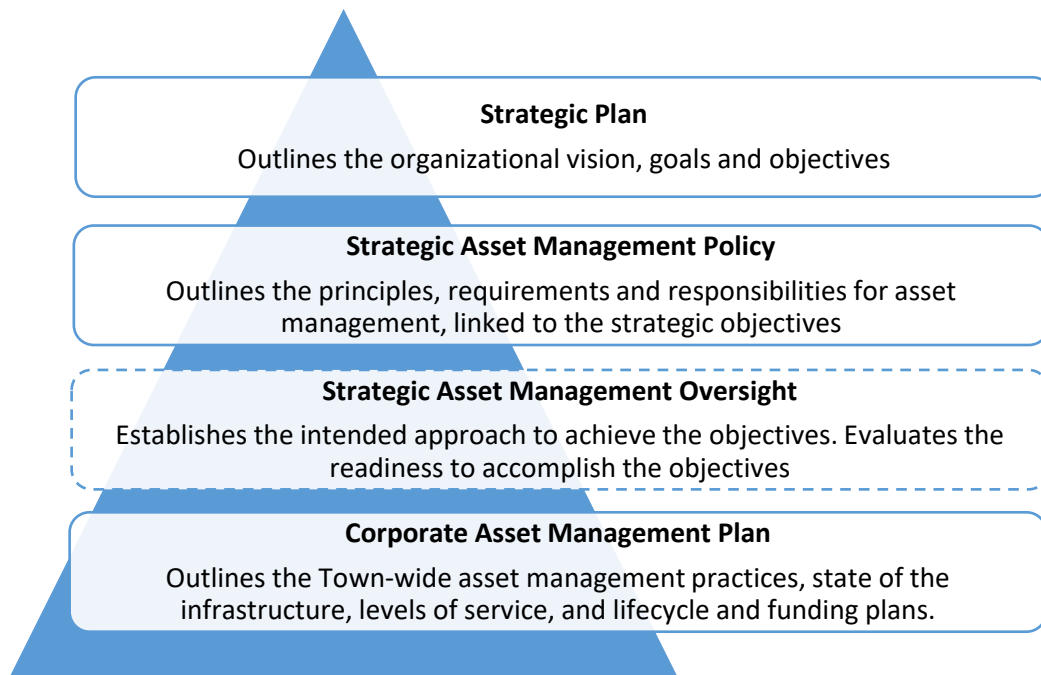 Strategic Plan
Outlines the organizational vision, goals and objectives
Strategic Asset Management Policy
Outlines the principles, requirements and responsibilities for asset
management, linked to the strategic objectives
Strategic Asset Management Oversight
Establishes the intended approach to achieve the objectives. Evaluates the
readiness to accomplish the objectives
Corporate Asset Management Plan
Outlines the Town-wide asset management practices, state of the
infrastructure, levels of service, and lifecycle and funding plans.